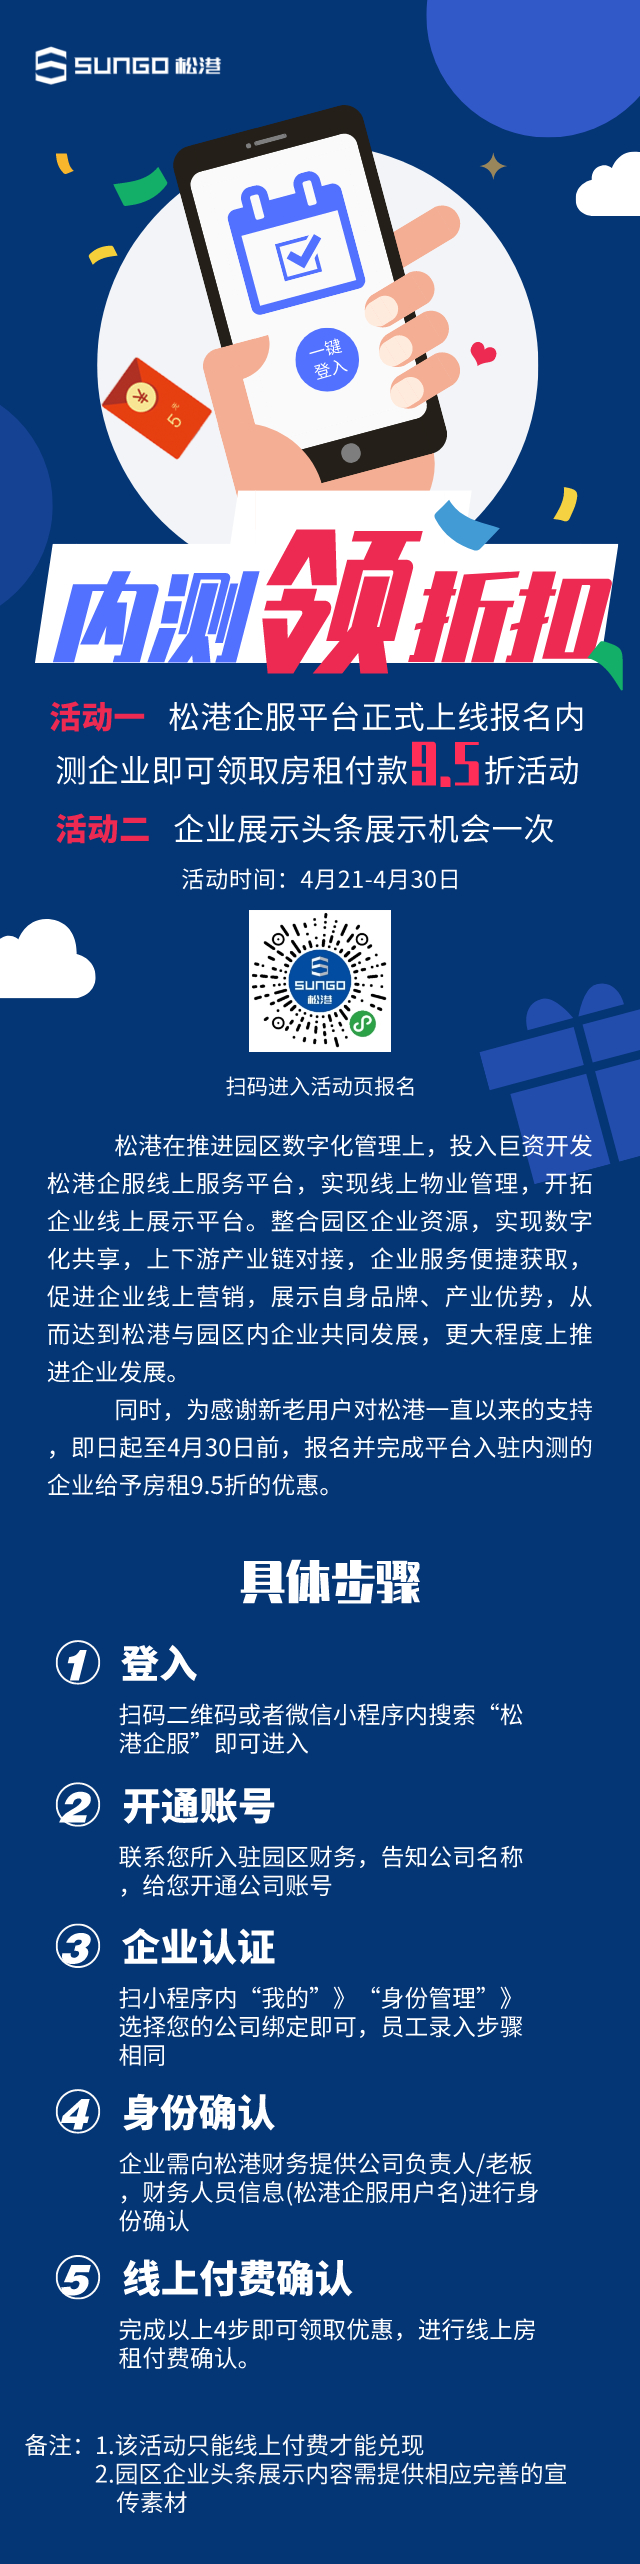 SUNGO 松港
一键
登入
5
内测领折扣
活动一 松港企服平台正式上线报名内
测企业即可领取房租付款9.5折活动
活动二 企业展示头条展示机会一次
活动时间：4月21-4月30日
SUNGO
松港
扫码进入活动页报名
松港在推进园区数字化管理上，投入巨资开发
松港企服线上服务平台，实现线上物业管理，开拓
企业线上展示平台。整合园区企业资源，实现数字
化共享，上下游产业链对接，企业服务便捷获取，
促进企业线上营销，展示自身品牌、产业优势，从
而达到松港与园区内企业共同发展，更大程度上推
进企业发展。
同时，为感谢新老用户对松港一直以来的支持
，即日起至4月30日前，报名并完成平台入驻内测的
企业给予房租9.5折的优惠。
具体步骤
1 登入
扫码二维码或者微信小程序内搜索“松
港企服”即可进入
2 开通账号
联系您所入驻园区财务，告知公司名称
，给您开通公司账号
3 企业认证
扫小程序内“我的”》“身份管理”》
选择您的公司绑定即可，员工录入步骤
相同
4 身份确认
企业需向松港财务提供公司负责人/老板
，财务人员信息(松港企服用户名)进行身
份确认
5 线上付费确认
完成以上4步即可领取优惠，进行线上房
租付费确认。
备注：1.该活动只能线上付费才能兑现
2.园区企业头条展示内容需提供相应完善的宣
传素材